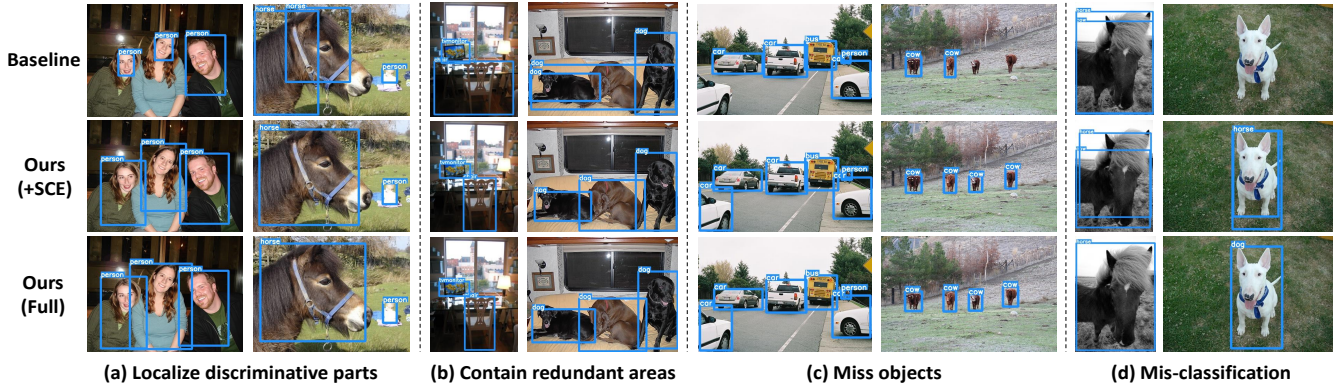 Baseline
person
person
person
horse
horse
person
tvmonitor
dog
dog
car
car
bus
person
cow
cow
horse
Ours
(+SCE)
person
person
person
horse
person
tvmonitor
dog
dog
dog
car
car
bus
person
cow
cow
cow
cow
horse
horse
Ours
(Full)
person
person
person
horse
person
tvmonitor
dog
dog
dog
car
car
bus
car
cow
cow
cow
cow
horse
dog
(a) Localize discriminative parts
(b) Contain redundant areas
(c) Miss objects
(d) Mis-classification